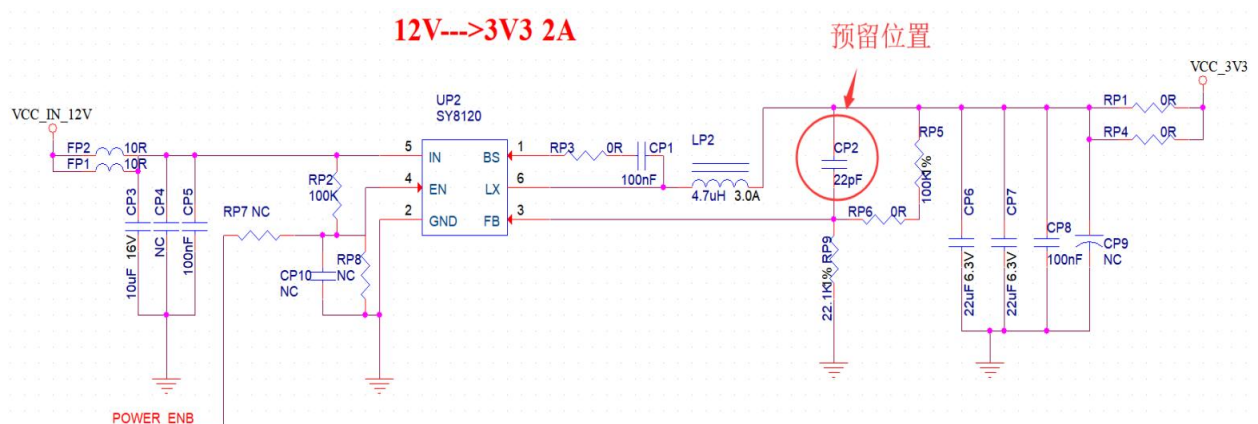 12V--->3V3 2A
预留位置
VCC_3V3
VCC_IN_12V
UP2
SY8120
FP2 10R
FP1 10R
5 IN BS 1
4 EN LX 6
2 GND FB 3
RP3 0R
CP1
100nF
LP2
4.7uH 3.0A
CP2
22pF
RP5
100K 1%
RP6 0R
RP9
22.1K 1%
RP1 0R
RP4 0R
RP2
100K
RP7 NC
CP3
10uF 16V
CP4
NC
CP5
100nF
CP10
NC
RP8
NC
CP6
22uF 6.3V
CP7
22uF 6.3V
CP8
100nF
CP9
NC
POWER_ENB